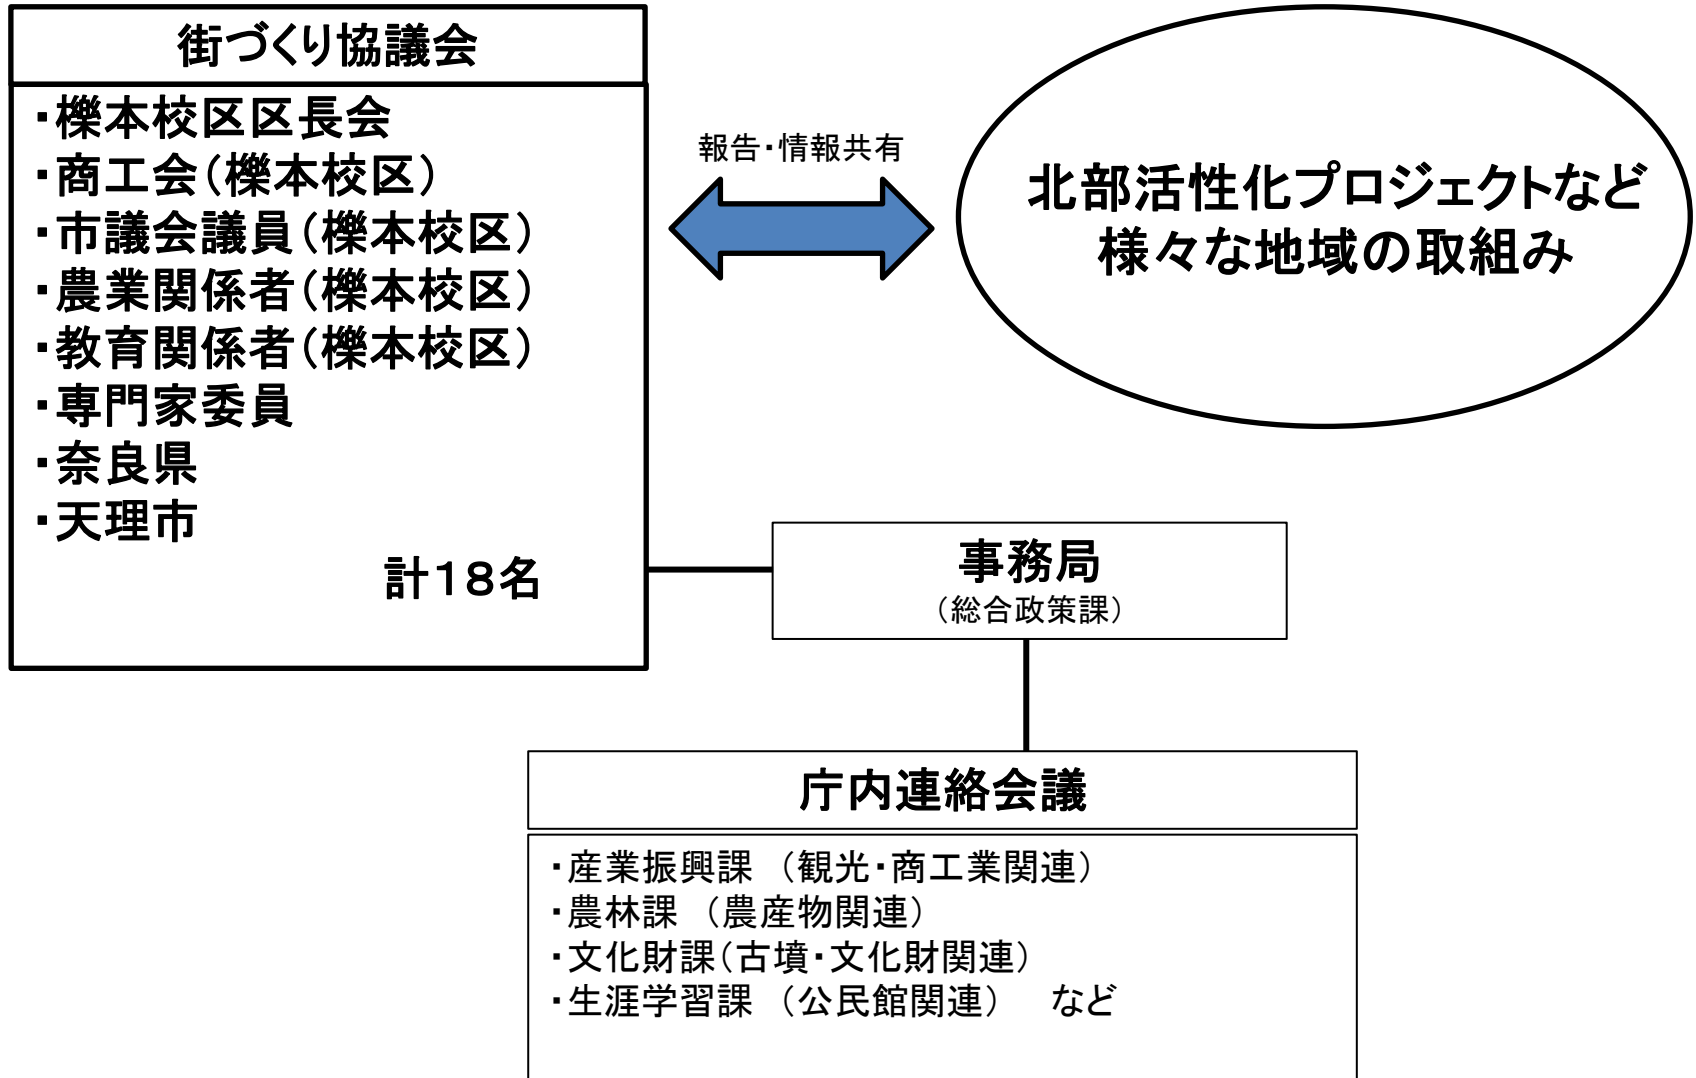 街づくり協議会
・櫟本校区区長会
・商工会（櫟本校区）
・市議会議員（櫟本校区）
・農業関係者（櫟本校区）
・教育関係者（櫟本校区）
・専門家委員
・奈良県
・天理市
計１８名
報告・情報共有
北部活性化プロジェクトなど
様々な地域の取組み
事務局
（総合政策課）
庁内連絡会議
・産業振興課　（観光・商工業関連）
・農林課　（農産物関連）
・文化財課（古墳・文化財関連）
・生涯学習課　（公民館関連）　など